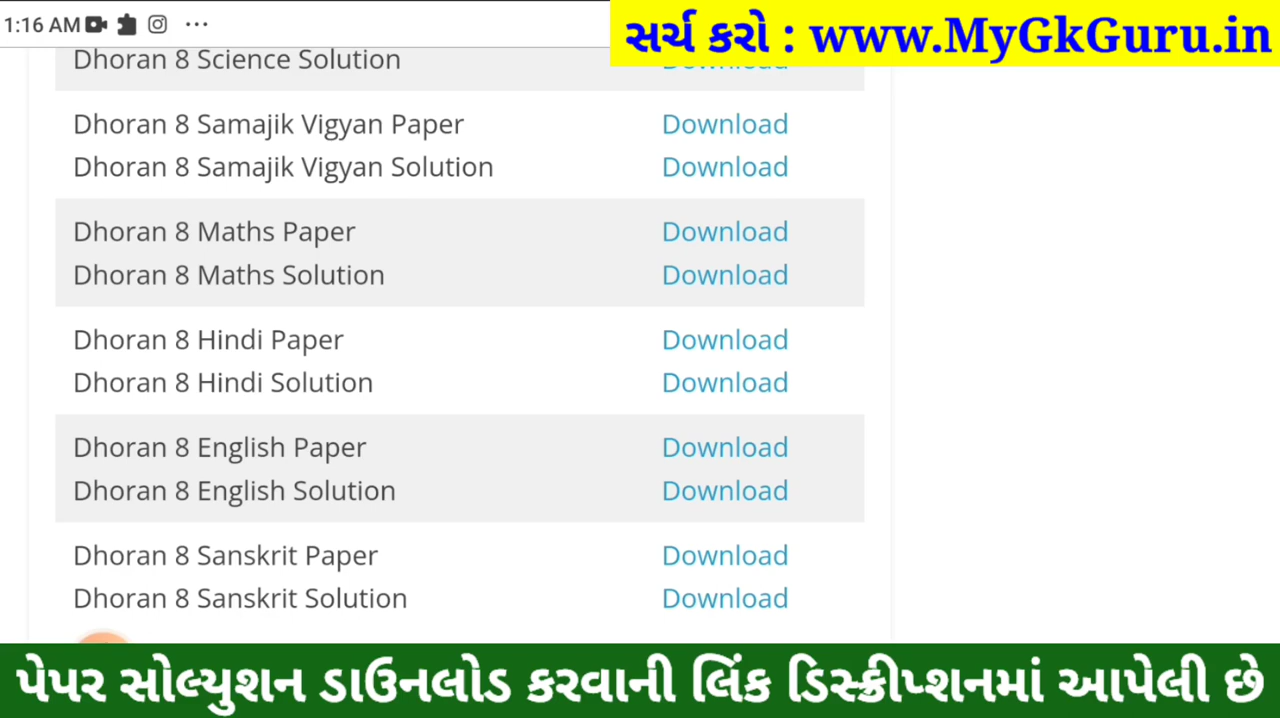 1:16 AM
સર્ચ કરો : www.MyGkGuru.in
Dhoran 8 Science Solution Download
Dhoran 8 Samajik Vigyan Paper Download
Dhoran 8 Samajik Vigyan Solution Download
Dhoran 8 Maths Paper Download
Dhoran 8 Maths Solution Download
Dhoran 8 Hindi Paper Download
Dhoran 8 Hindi Solution Download
Dhoran 8 English Paper Download
Dhoran 8 English Solution Download
Dhoran 8 Sanskrit Paper Download
Dhoran 8 Sanskrit Solution Download
પેપર સોલ્યુશન ડાઉનલોડ કરવાની લિંક ડિસ્ક્રીપ્શનમાં આપેલી છે